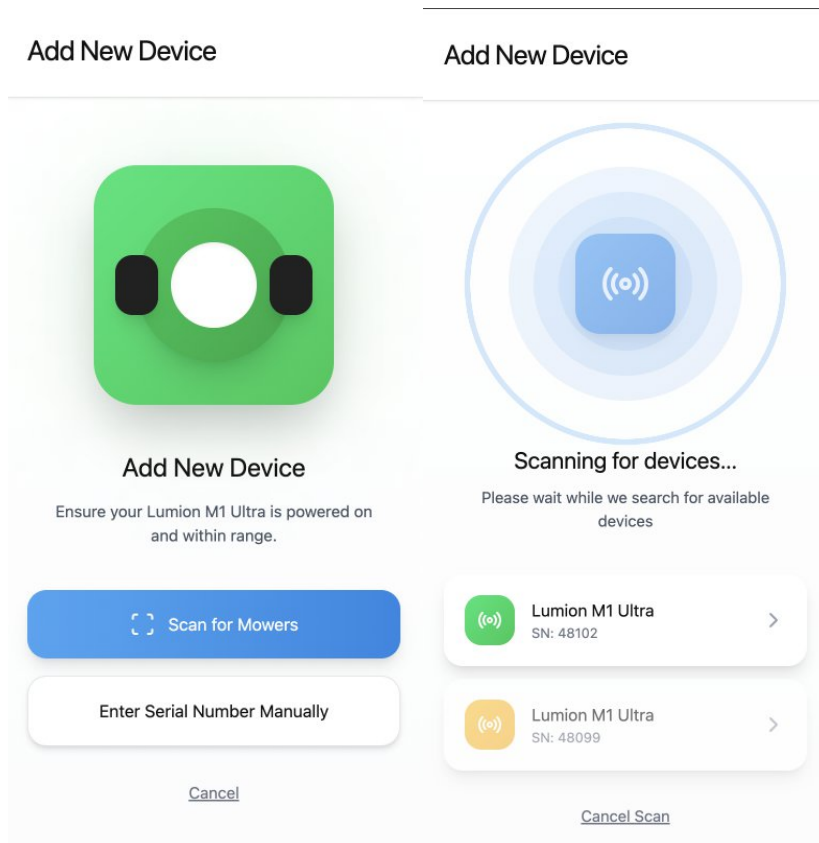 Add New Device
Add New Device
Ensure your Lumion M1 Ultra is powered on
and within range.
Scan for Mowers
Enter Serial Number Manually
Cancel
Add New Device
Scanning for devices...
Please wait while we search for available
devices
Lumion M1 Ultra
SN: 48102
Lumion M1 Ultra
SN: 48099
Cancel Scan